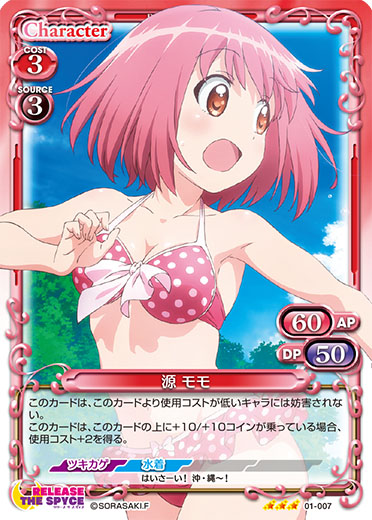 Character
COST
3
SOURCE
3
60 AP
DP 50
源 モモ
このカードは、このカードより使用コストが低いキャラには妨害されな
い。
このカードは、このカードの上に+10/+10コインが乗っている場合、
使用コスト+2を得る。
ツキカゲ 水着
はいさーい! 沖・縄〜!
RELEASE
THE SPYCE
©SORASAKI.F
01-007